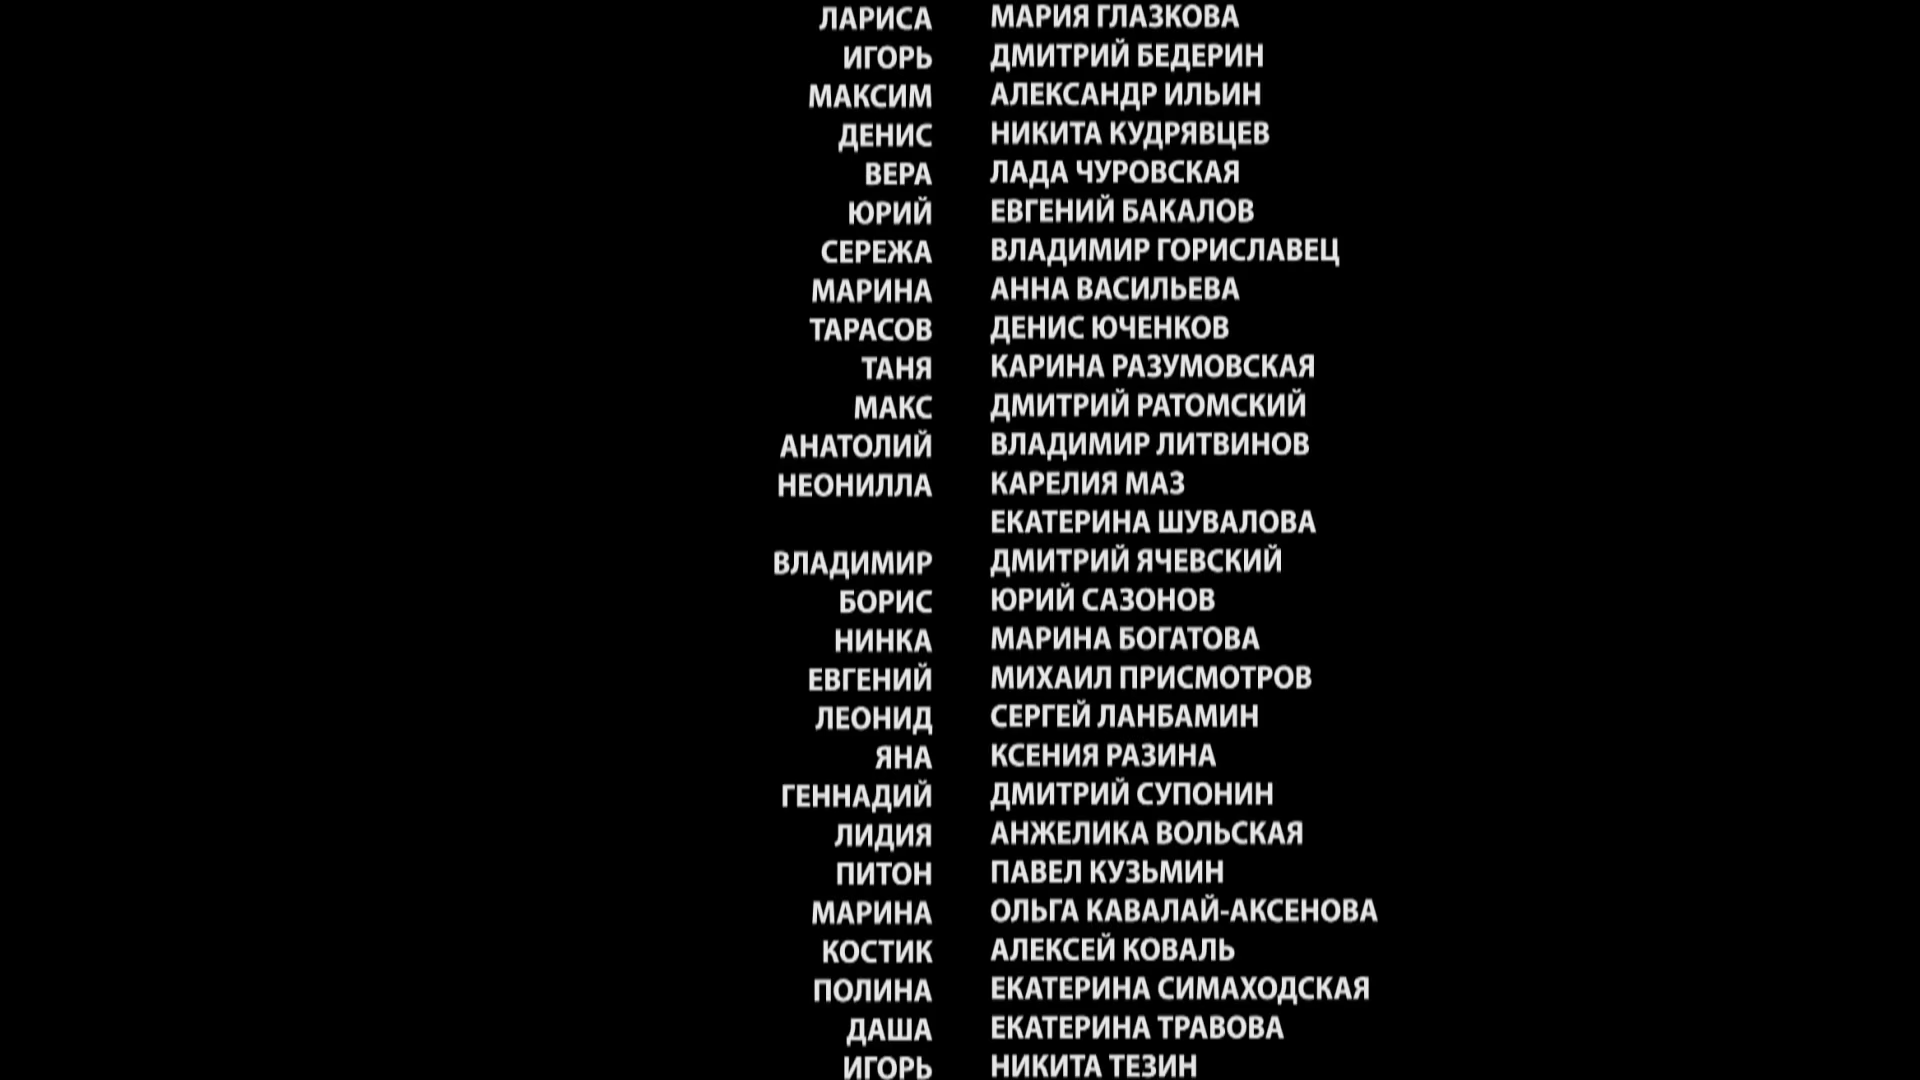 ЛАРИСА МАРИЯ ГЛАЗКОВА
ИГОРЬ ДМИТРИЙ БЕДЕРИН
МАКСИМ АЛЕКСАНДР ИЛЬИН
ДЕНИС НИКИТА КУДРЯВЦЕВ
ВЕРА ЛАДА ЧУРОВСКАЯ
ЮРИЙ ЕВГЕНИЙ БАКАЛОВ
СЕРЕЖА ВЛАДИМИР ГОРИСЛАВЕЦ
МАРИНА АННА ВАСИЛЬЕВА
ТАРАСОВ ДЕНИС ЮЧЕНКОВ
ТАНЯ КАРИНА РАЗУМОВСКАЯ
МАКС ДМИТРИЙ РАТОМСКИЙ
АНАТОЛИЙ ВЛАДИМИР ЛИТВИНОВ
НЕОНИЛЛА КАРЕЛИЯ МАЗ
ЕКАТЕРИНА ШУВАЛОВА
ВЛАДИМИР ДМИТРИЙ ЯЧЕВСКИЙ
БОРИС ЮРИЙ САЗОНОВ
НИНКА МАРИНА БОГАТОВА
ЕВГЕНИЙ МИХАИЛ ПРИСМОТРОВ
ЛЕОНИД СЕРГЕЙ ЛАНБАМИН
ЯНА КСЕНИЯ РАЗИНА
ГЕННАДИЙ ДМИТРИЙ СУПОНИН
ЛИДИЯ АНЖЕЛИКА ВОЛЬСКАЯ
ПИТОН ПАВЕЛ КУЗЬМИН
МАРИНА ОЛЬГА КАВАЛАЙ-АКСЕНОВА
КОСТИК АЛЕКСЕЙ КОВАЛЬ
ПОЛИНА ЕКАТЕРИНА СИМАХОДСКАЯ
ДАША ЕКАТЕРИНА ТРАВОВА
ИГОРЬ НИКИТА ТЕЗИН